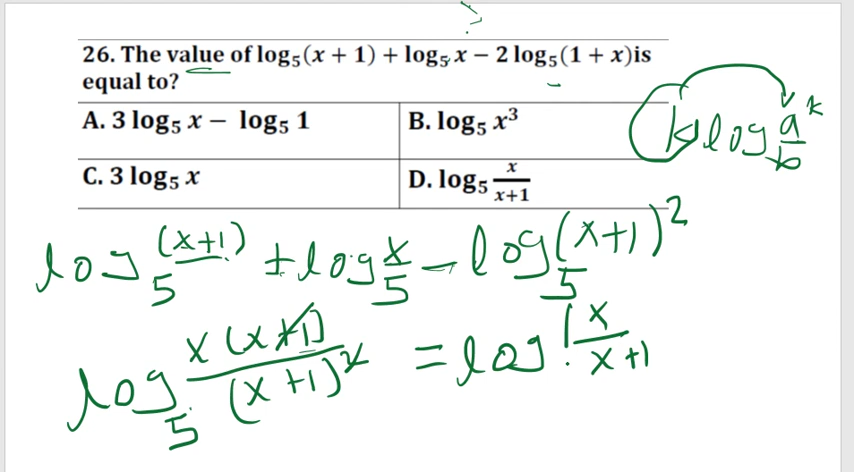 ?
26. The value of log₅(x + 1) + log₅ x − 2 log₅(1 + x)is
equal to?
A. 3 log₅ x − log₅ 1
B. log₅ x³
C. 3 log₅ x
D. log₅ x/(x+1)
k log_b a^k
log₅ (x+1) + log₅ x − log₅ (x+1)²
log₅ x(x+1)/(x+1)² = log x/(x+1)